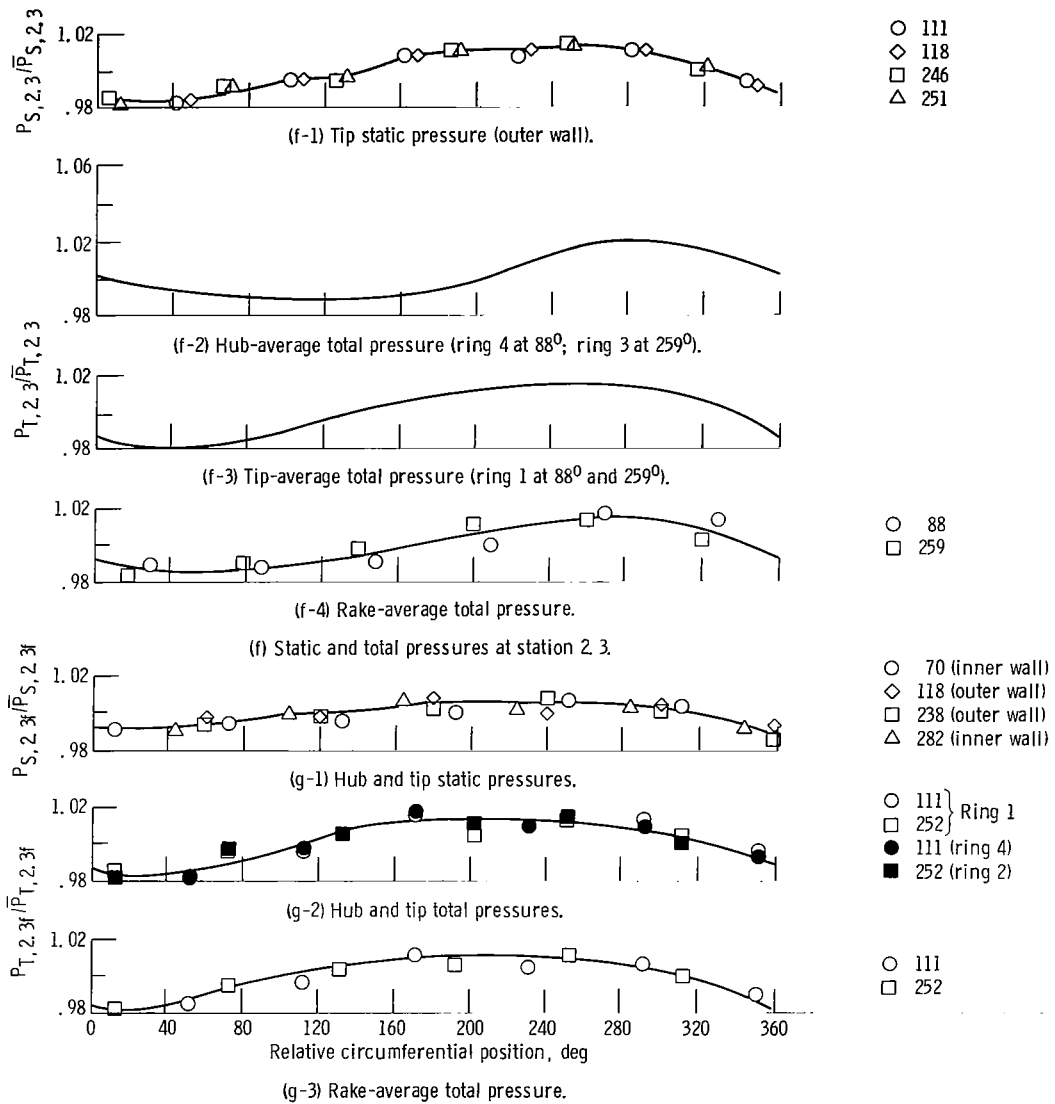 P_S, 2.3/P̅_S, 2.3
1.02
.98
○ 111
◇ 118
□ 246
△ 251
(f-1) Tip static pressure (outer wall).
1.06
1.02
.98
(f-2) Hub-average total pressure (ring 4 at 88⁰; ring 3 at 259⁰).
P_T, 2.3/P̅_T, 2.3
1.02
.98
(f-3) Tip-average total pressure (ring 1 at 88⁰ and 259⁰).
1.02
.98
○ 88
□ 259
(f-4) Rake-average total pressure.
(f) Static and total pressures at station 2.3.
P_S, 2.3f/P̅_S, 2.3f
1.02
.98
○ 70 (inner wall)
◇ 118 (outer wall)
□ 238 (outer wall)
△ 282 (inner wall)
(g-1) Hub and tip static pressures.
1.02
.98
○ 111
□ 252
} Ring 1
● 111 (ring 4)
■ 252 (ring 2)
(g-2) Hub and tip total pressures.
P_T, 2.3f/P̅_T, 2.3f
1.02
.98
○ 111
□ 252
0 40 80 120 160 200 240 280 320 360
Relative circumferential position, deg
(g-3) Rake-average total pressure.